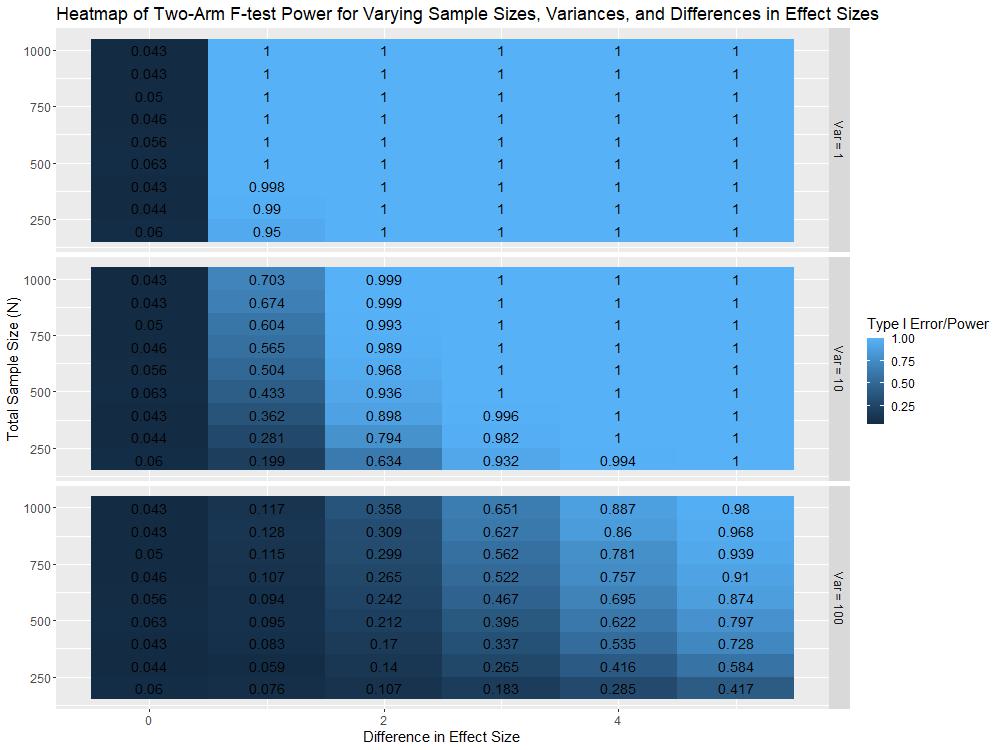 Heatmap of Two-Arm F-test Power for Varying Sample Sizes, Variances, and Differences in Effect Sizes
1000 0.043 1 1 1 1 1
0.043 1 1 1 1 1
0.05 1 1 1 1 1
750
0.046 1 1 1 1 1
0.056 1 1 1 1 1
500 0.063 1 1 1 1 1
0.043 0.998 1 1 1 1
0.044 0.99 1 1 1 1
250
0.06 0.95 1 1 1 1
Var = 1
1000 0.043 0.703 0.999 1 1 1
0.043 0.674 0.999 1 1 1
0.05 0.604 0.993 1 1 1
750
0.046 0.565 0.989 1 1 1
0.056 0.504 0.968 1 1 1
500 0.063 0.433 0.936 1 1 1
0.043 0.362 0.898 0.996 1 1
0.044 0.281 0.794 0.982 1 1
250
0.06 0.199 0.634 0.932 0.994 1
Var = 10
1000 0.043 0.117 0.358 0.651 0.887 0.98
0.043 0.128 0.309 0.627 0.86 0.968
0.05 0.115 0.299 0.562 0.781 0.939
750
0.046 0.107 0.265 0.522 0.757 0.91
0.056 0.094 0.242 0.467 0.695 0.874
500 0.063 0.095 0.212 0.395 0.622 0.797
0.043 0.083 0.17 0.337 0.535 0.728
0.044 0.059 0.14 0.265 0.416 0.584
250
0.06 0.076 0.107 0.183 0.285 0.417
Var = 100
0 2 4
Difference in Effect Size
Total Sample Size (N)
Type I Error/Power
1.00
0.75
0.50
0.25